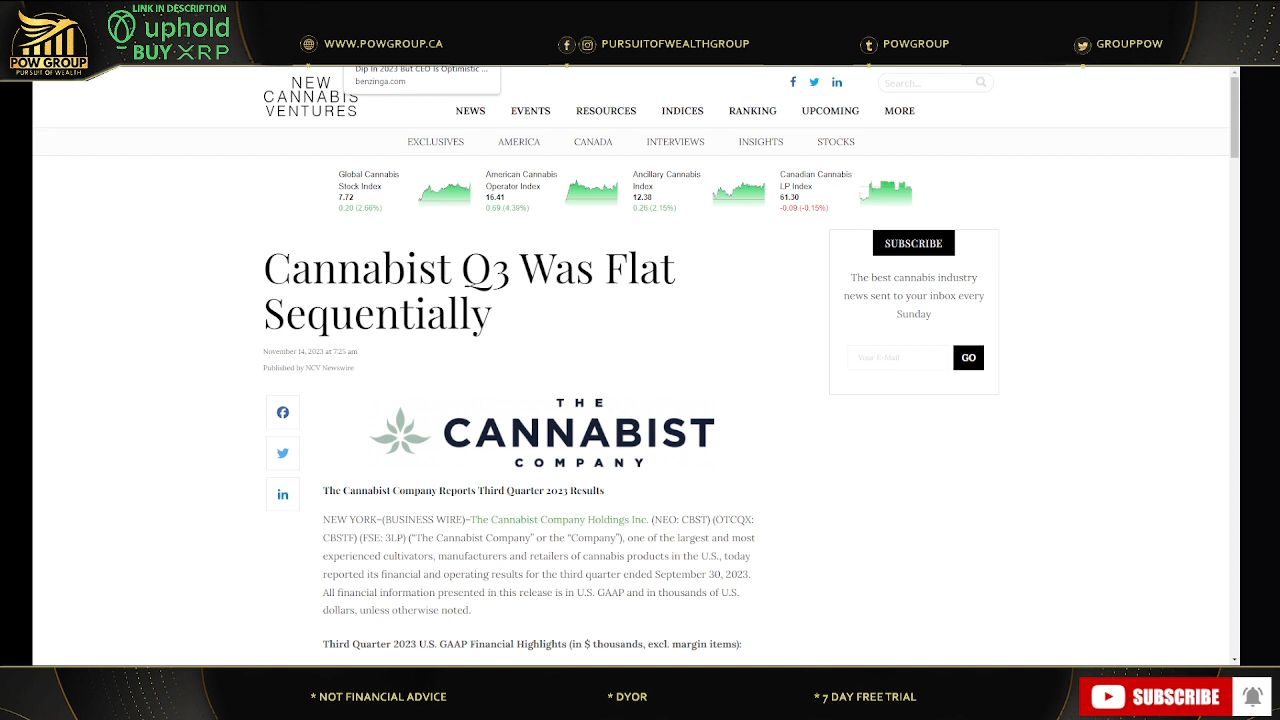 LINK IN DESCRIPTION
uphold
BUY XRP
POW GROUP
PURSUIT OF WEALTH
WWW.POWGROUP.CA
PURSUITOFWEALTHGROUP
POWGROUP
GROUPPOW
Dip In 2023 But CEO Is Optimistic ...
benzinga.com
NEW
CANNABIS
VENTURES
Search...
NEWS
EVENTS
RESOURCES
INDICES
RANKING
UPCOMING
MORE
EXCLUSIVES
AMERICA
CANADA
INTERVIEWS
INSIGHTS
STOCKS
Global Cannabis
Stock Index
7.72
0.20 (2.66%)
American Cannabis
Operator Index
16.41
0.69 (4.39%)
Ancillary Cannabis
Index
12.38
0.26 (2.15%)
Canadian Cannabis
LP Index
61.30
-0.09 (-0.15%)
Cannabist Q3 Was Flat
Sequentially
November 14, 2023 at 7:25 am
Published by NCV Newswire
SUBSCRIBE
The best cannabis industry
news sent to your inbox every
Sunday
Your E-Mail
GO
THE
CANNABIST
COMPANY
The Cannabist Company Reports Third Quarter 2023 Results
NEW YORK–(BUSINESS WIRE)–The Cannabist Company Holdings Inc. (NEO: CBST) (OTCQX:
CBSTF) (FSE: 3LP) (“The Cannabist Company” or the “Company”), one of the largest and most
experienced cultivators, manufacturers and retailers of cannabis products in the U.S., today
reported its financial and operating results for the third quarter ended September 30, 2023.
All financial information presented in this release is in U.S. GAAP and in thousands of U.S.
dollars, unless otherwise noted.
Third Quarter 2023 U.S. GAAP Financial Highlights (in $ thousands, excl. margin items):
* NOT FINANCIAL ADVICE
* DYOR
* 7 DAY FREE TRIAL
SUBSCRIBE